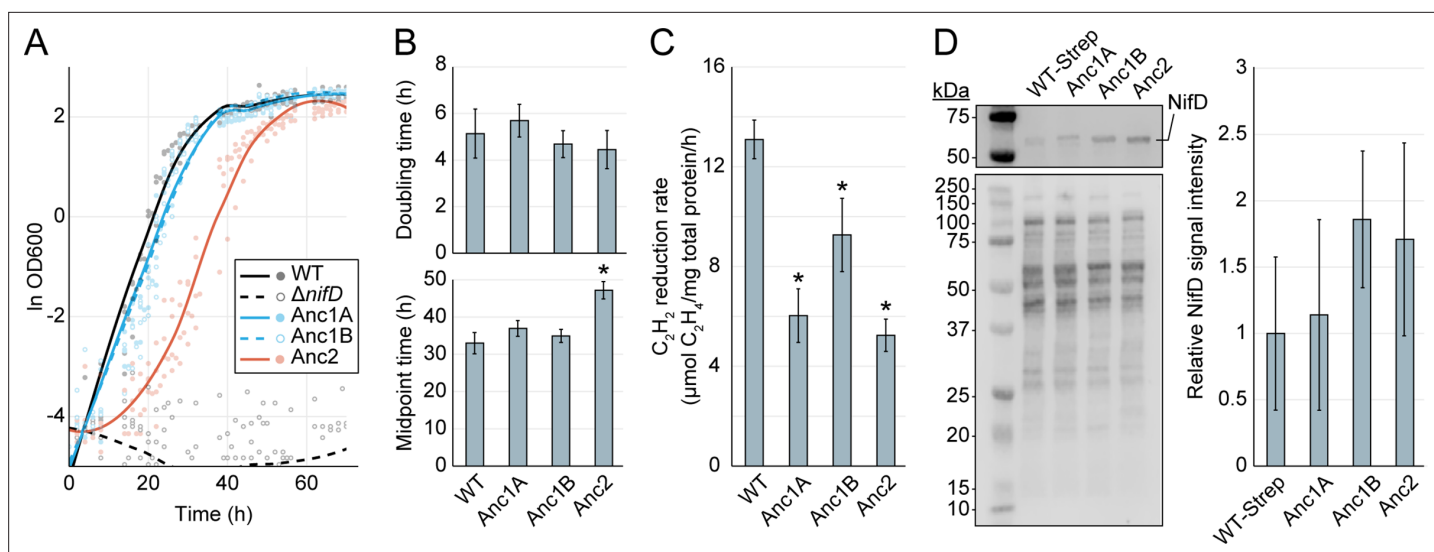 A
ln OD600
2
0
−2
−4
0
20
40
60
Time (h)
WT
ΔnifD
Anc1A
Anc1B
Anc2
B
Doubling time (h)
8
6
4
2
0
Midpoint time (h)
50
40
30
20
10
0
*
WT
Anc1A
Anc1B
Anc2
C
C2H2 reduction rate
(µmol C2H4/mg total protein/h)
16
12
8
4
0
*
*
*
WT
Anc1A
Anc1B
Anc2
D
WT-Strep
Anc1A
Anc1B
Anc2
kDa
NifD
75
50
250
150
100
75
50
37
25
20
15
10
Relative NifD signal intensity
3
2.5
2
1.5
1
0.5
0
WT-Strep
Anc1A
Anc1B
Anc2